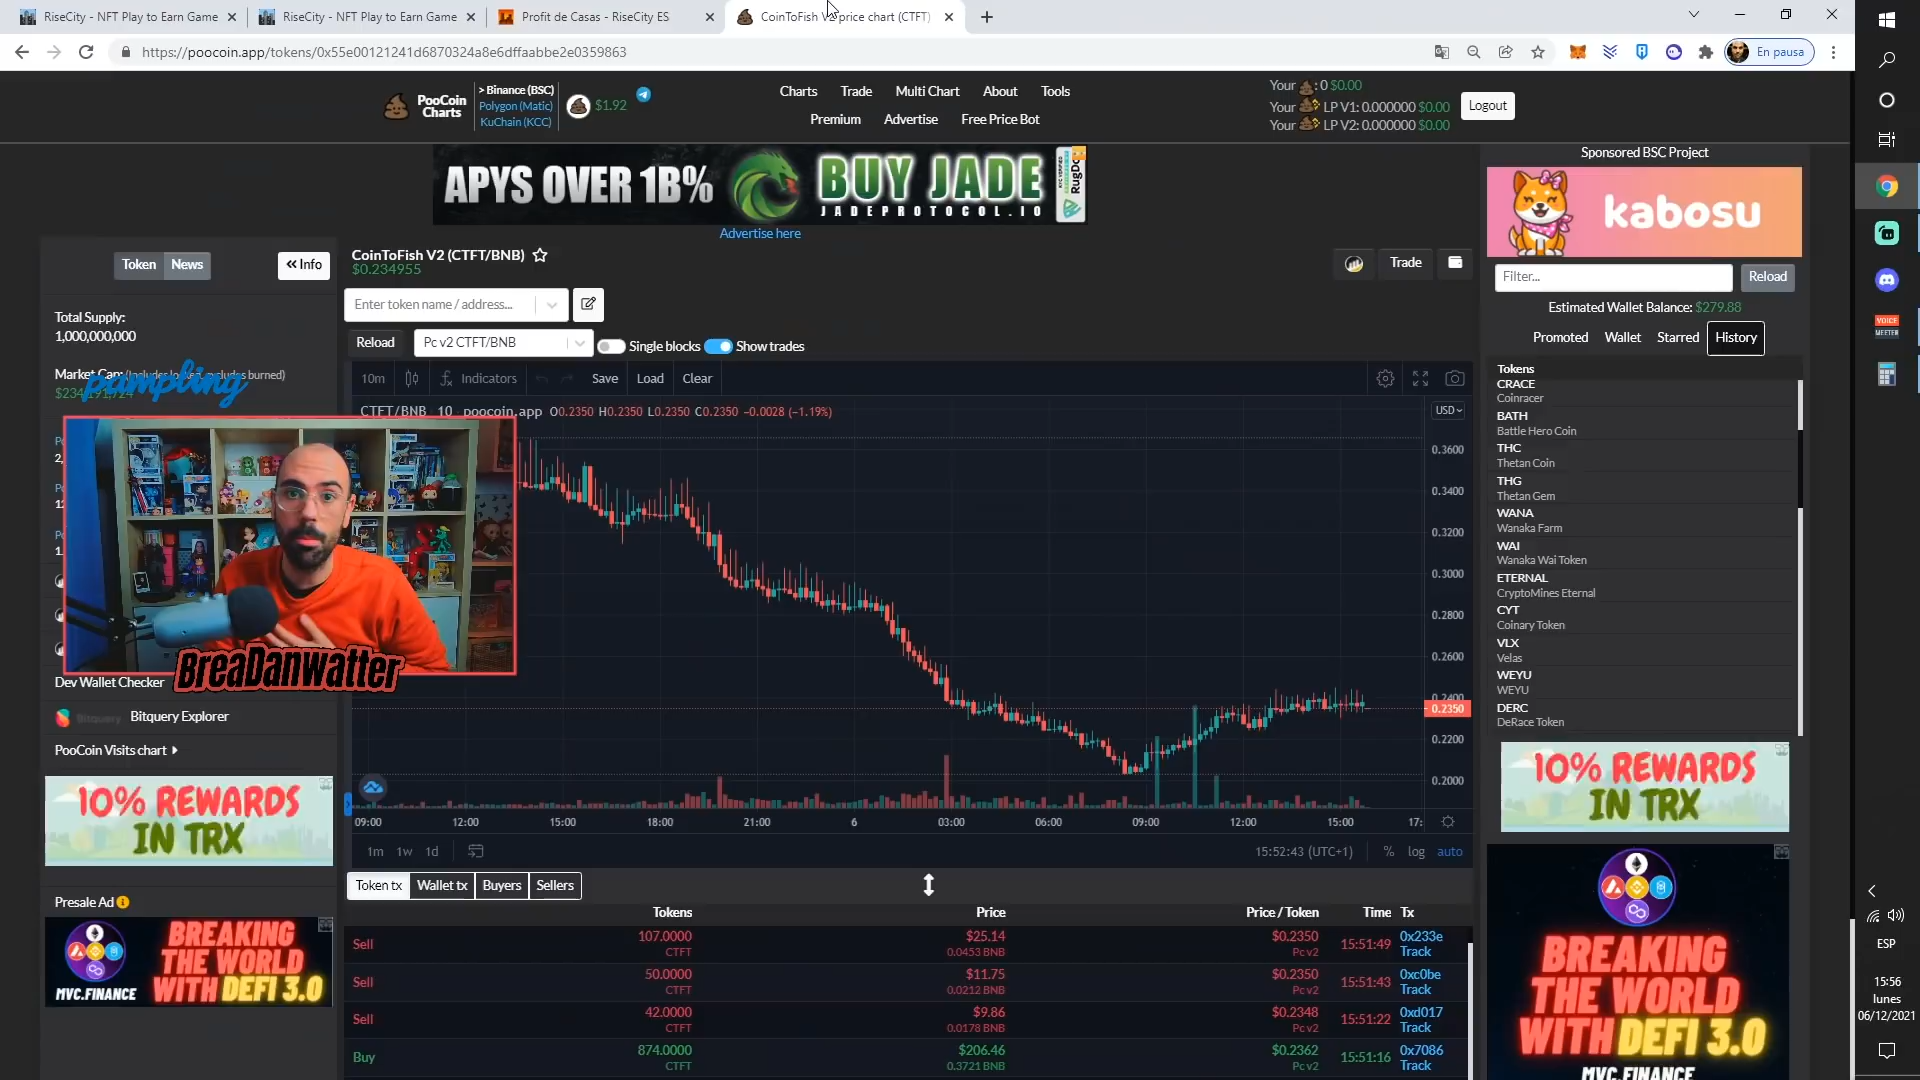 RiseCity - NFT Play to Earn Game
RiseCity - NFT Play to Earn Game
Profit de Casas - RiseCity ES
CoinToFish V2 price chart (CTFT)
https://poocoin.app/tokens/0x55e00121241d6870324a8e6dffaabbe2e0359863
En pausa
PooCoin
Charts
> Binance (BSC)
Polygon (Matic)
KuChain (KCC)
$1.92
Charts
Trade
Multi Chart
About
Tools
Premium
Advertise
Free Price Bot
Your : 0 $0.00
Your LP V1: 0.000000 $0.00
Your LP V2: 0.000000 $0.00
Logout
APYS OVER 1B%
BUY JADE
JADEPROTOCOL.IO
Advertise here
Sponsored BSC Project
kabosu
Filter...
Reload
Estimated Wallet Balance: $279.88
Promoted
Wallet
Starred
History
Tokens
CRACE
Coinracer
BATH
Battle Hero Coin
THC
Thetan Coin
THG
Thetan Gem
WANA
Wanaka Farm
WAI
Wanaka Wai Token
ETERNAL
CryptoMines Eternal
CYT
Coinary Token
VLX
Velas
WEYU
WEYU
DERC
DeRace Token
Token
News
Info
Total Supply:
1,000,000,000
Market Cap: (Includes locked, excludes burned)
pampling
BreaDanwatter
Dev Wallet Checker
Bitquery
Bitquery Explorer
PooCoin Visits chart
10% REWARDS
IN TRX
Presale Ad
BREAKING
THE WORLD
WITH DEFI 3.0
MVC.FINANCE
CoinToFish V2 (CTFT/BNB)
$0.234955
Trade
Enter token name / address...
Reload
Pc v2 CTFT/BNB
Single blocks
Show trades
10m
Indicators
Save
Load
Clear
CTFT/BNB · 10 · poocoin.app O0.2350 H0.2350 L0.2350 C0.2350 -0.0028 (-1.19%)
USD
0.3600
0.3400
0.3200
0.3000
0.2800
0.2600
0.2400
0.2350
0.2200
0.2000
09:00
12:00
15:00
18:00
21:00
6
03:00
06:00
09:00
12:00
15:00
17:
1m
1w
1d
15:52:43 (UTC+1)
%
log
auto
Token tx
Wallet tx
Buyers
Sellers
Tokens
Price
Price / Token
Time
Tx
Sell
107.0000
CTFT
$25.14
0.0453 BNB
$0.2350
Pc v2
15:51:49
0x233e
Track
Sell
50.0000
CTFT
$11.75
0.0212 BNB
$0.2350
Pc v2
15:51:43
0xc0be
Track
Sell
42.0000
CTFT
$9.86
0.0178 BNB
$0.2348
Pc v2
15:51:22
0xd017
Track
Buy
874.0000
CTFT
$206.46
0.3721 BNB
$0.2362
Pc v2
15:51:16
0x7086
Track
10% REWARDS
IN TRX
BREAKING
THE WORLD
WITH DEFI 3.0
MVC.FINANCE
VOICE
MEETER
ESP
15:56
lunes
06/12/2021